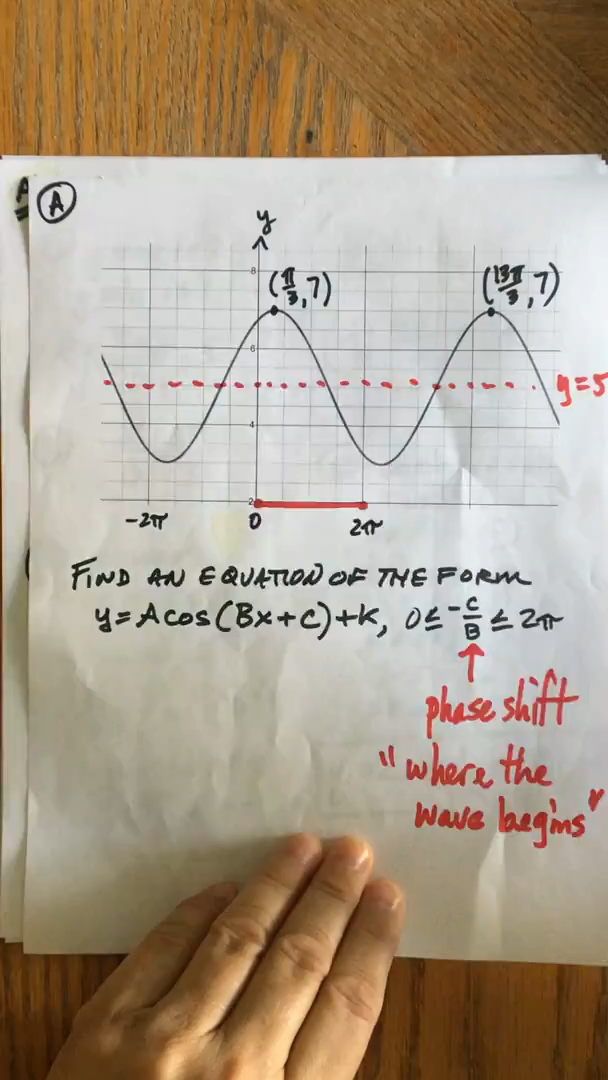 A
y
8
(π/3, 7)
(13π/3, 7)
6
y=5
4
2
-2π 0 2π
FIND AN EQUATION OF THE FORM
y=Acos(Bx+C)+K, 0≤-C/B≤2π
phase shift
"where the
wave begins"